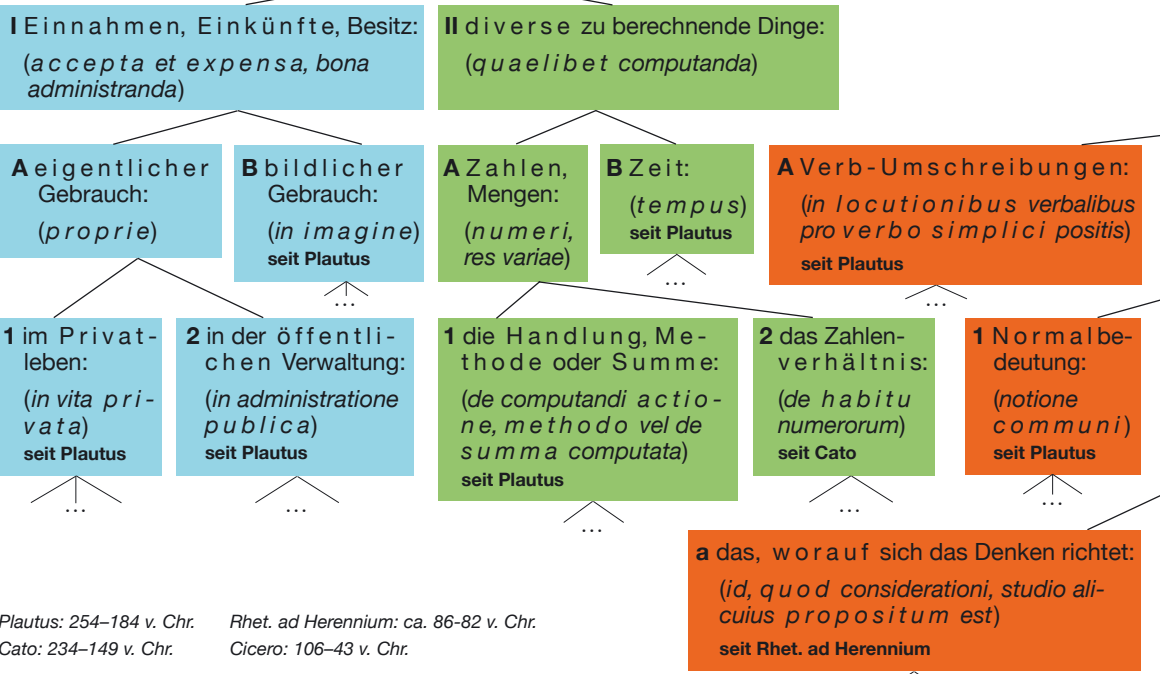 I Einnahmen, Einkünfte, Besitz:
(accepta et expensa, bona
administranda)
II diverse zu berechnende Dinge:
(quaelibet computanda)
A eigentlicher
Gebrauch:
(proprie)
B bildlicher
Gebrauch:
(in imagine)
seit Plautus
...
A Zahlen,
Mengen:
(numeri,
res variae)
B Zeit:
(tempus)
seit Plautus
...
A Verb-Umschreibungen:
(in locutionibus verbalibus
pro verbo simplici positis)
seit Plautus
...
1 im Privat-
leben:
(in vita pri-
vata)
seit Plautus
...
2 in der öffentli-
chen Verwaltung:
(in administratione
publica)
seit Plautus
...
1 die Handlung, Me-
thode oder Summe:
(de computandi actio-
ne, methodo vel de
summa computata)
seit Plautus
...
2 das Zahlen-
verhältnis:
(de habitu
numerorum)
seit Cato
...
1 Normalbe-
deutung:
(notione
communi)
seit Plautus
...
a das, worauf sich das Denken richtet:
(id, quod considerationi, studio ali-
cuius propositum est)
seit Rhet. ad Herennium
Plautus: 254–184 v. Chr. Rhet. ad Herennium: ca. 86-82 v. Chr.
Cato: 234–149 v. Chr. Cicero: 106–43 v. Chr.